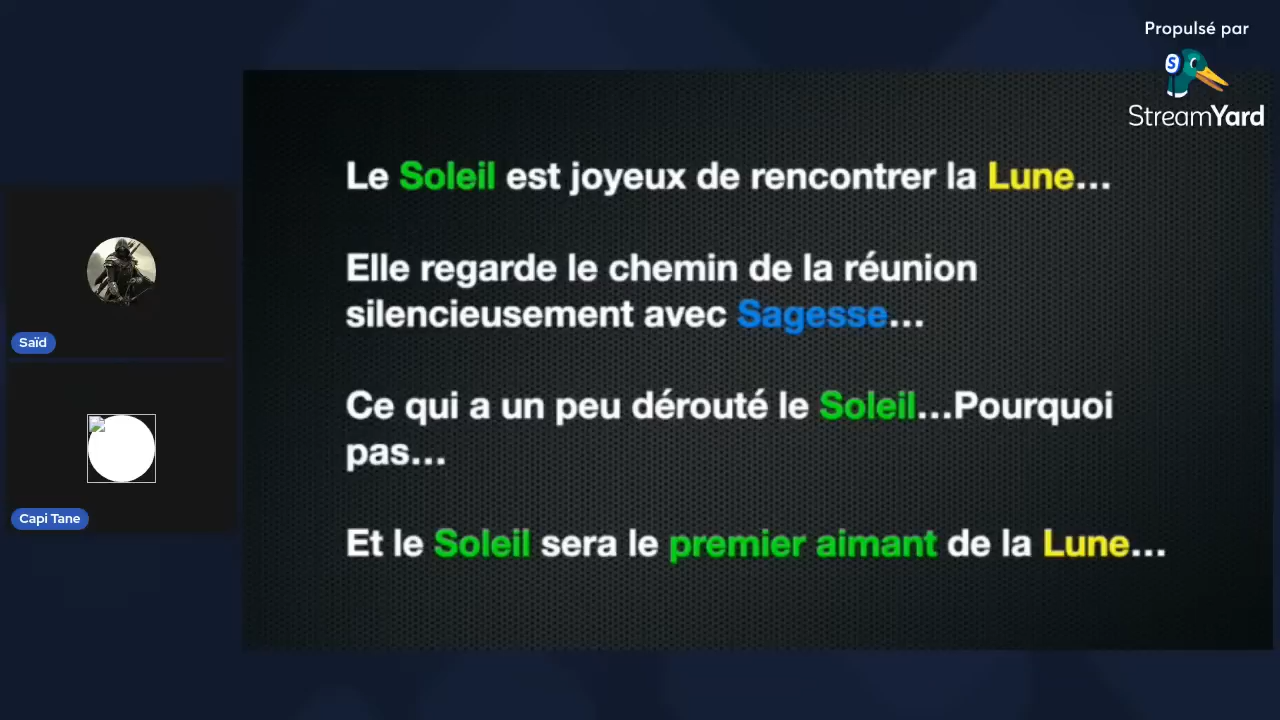 Propulsé par
StreamYard
Le Soleil est joyeux de rencontrer la Lune...
Elle regarde le chemin de la réunion
silencieusement avec Sagesse...
Ce qui a un peu dérouté le Soleil...Pourquoi
pas...
Et le Soleil sera le premier aimant de la Lune...
Saïd
Capi Tane